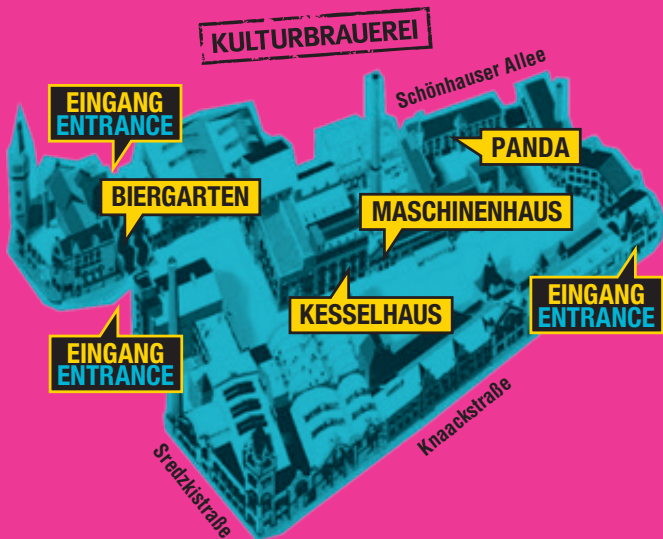 KULTURBRAUEREI
Schönhauser Allee
EINGANG
ENTRANCE
PANDA
BIERGARTEN
MASCHINENHAUS
KESSELHAUS
EINGANG
ENTRANCE
EINGANG
ENTRANCE
Knaackstraße
Sredzkistraße